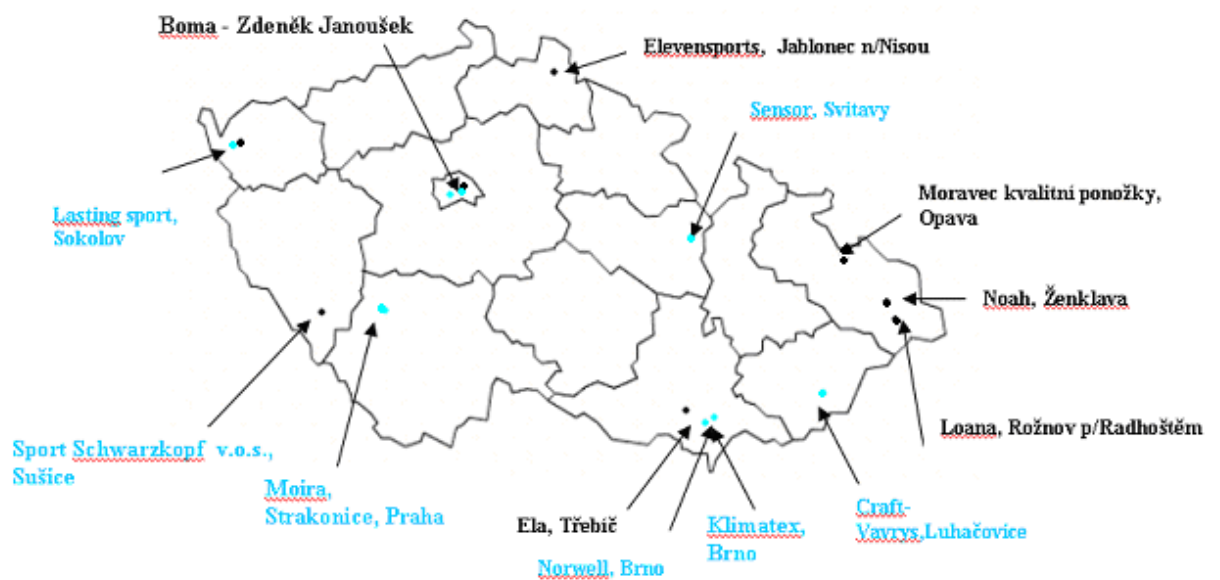 Boma - Zdeněk Janoušek
Elevensports, Jablonec n/Nisou
Sensor, Svitavy
Moravec kvalitní ponožky,
Opava
Lasting sport,
Sokolov
Noah, Ženklava
Loana, Rožnov p/Radhoštěm
Sport Schwarzkopf v.o.s.,
Sušice
Moira,
Strakonice, Praha
Ela, Třebíč
Norwell, Brno
Klimatex,
Brno
Craft-
Vavrys,Luhačovice